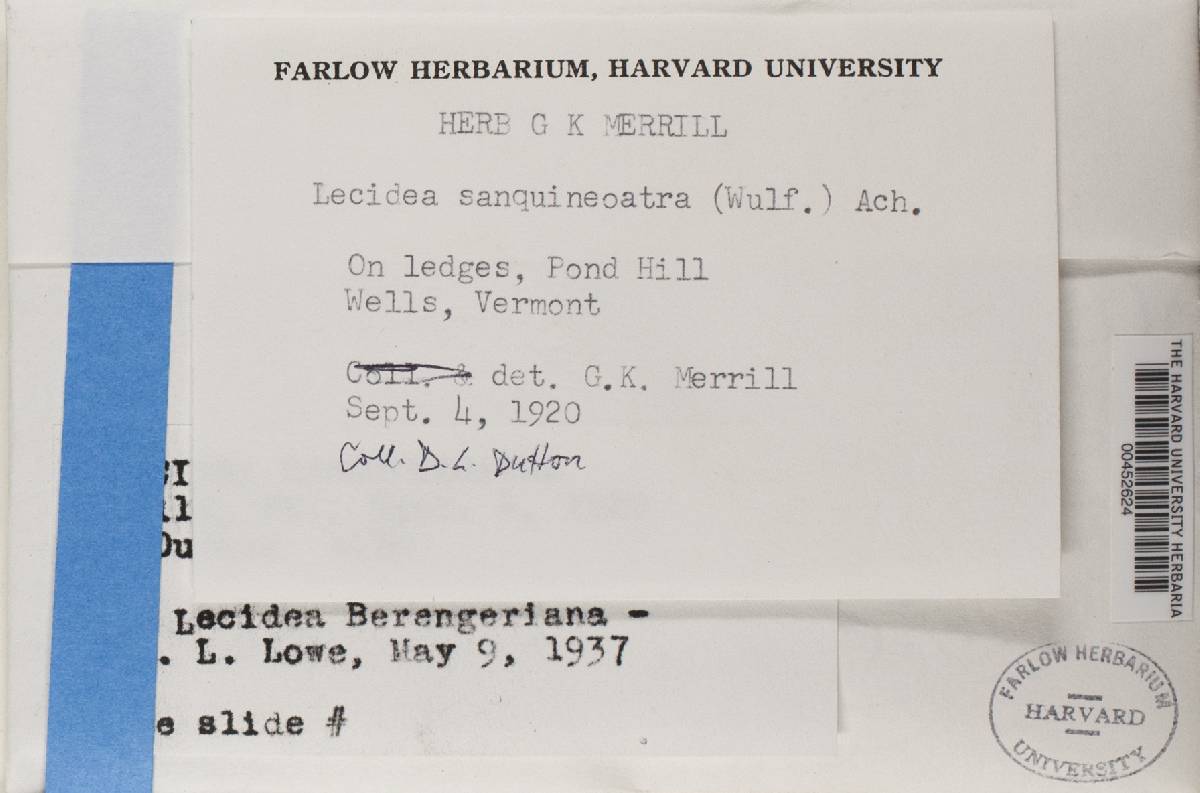 FARLOW HERBARIUM, HARVARD UNIVERSITY
HERB G K MERRILL
Lecidea sanquineoatra (Wulf.) Ach.
On ledges, Pond Hill
Wells, Vermont
Coll. & det. G.K. Merrill
Sept. 4, 1920
Coll. D. L. Dutton
Lecidea Berengeriana -
. L. Lowe, May 9, 1937
e slide #
THE HARVARD UNIVERSITY HERBARIA
00452624
FARLOW HERBARIUM
HARVARD
UNIVERSITY